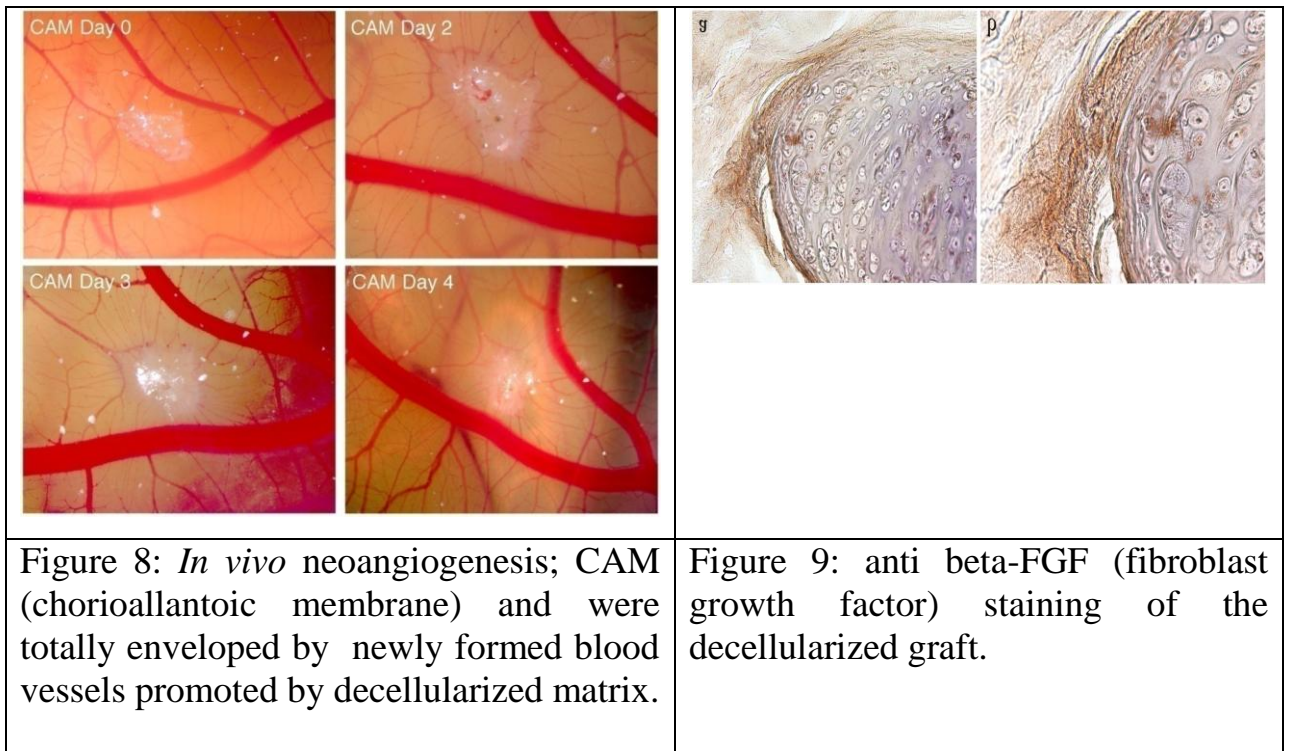 CAM Day 0
CAM Day 2
CAM Day 3
CAM Day 4
a
β
Figure 8: In vivo neoangiogenesis; CAM
(chorioallantoic membrane) and were
totally enveloped by newly formed blood
vessels promoted by decellularized matrix.
Figure 9: anti beta-FGF (fibroblast
growth factor) staining of the
decellularized graft.